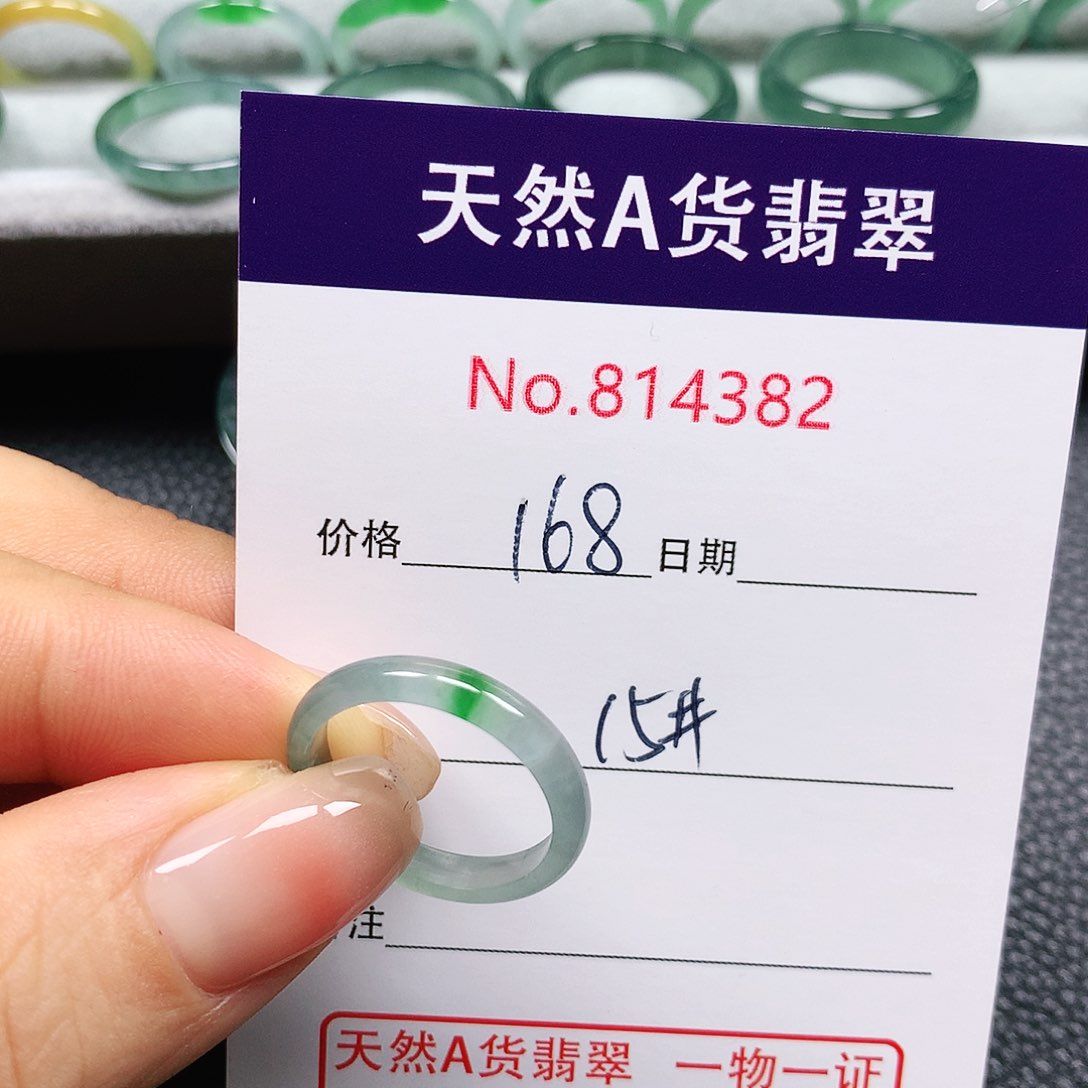 天然A货翡翠
No.814382
价格 168 日期
15#
注
天然A货翡翠 一物一证